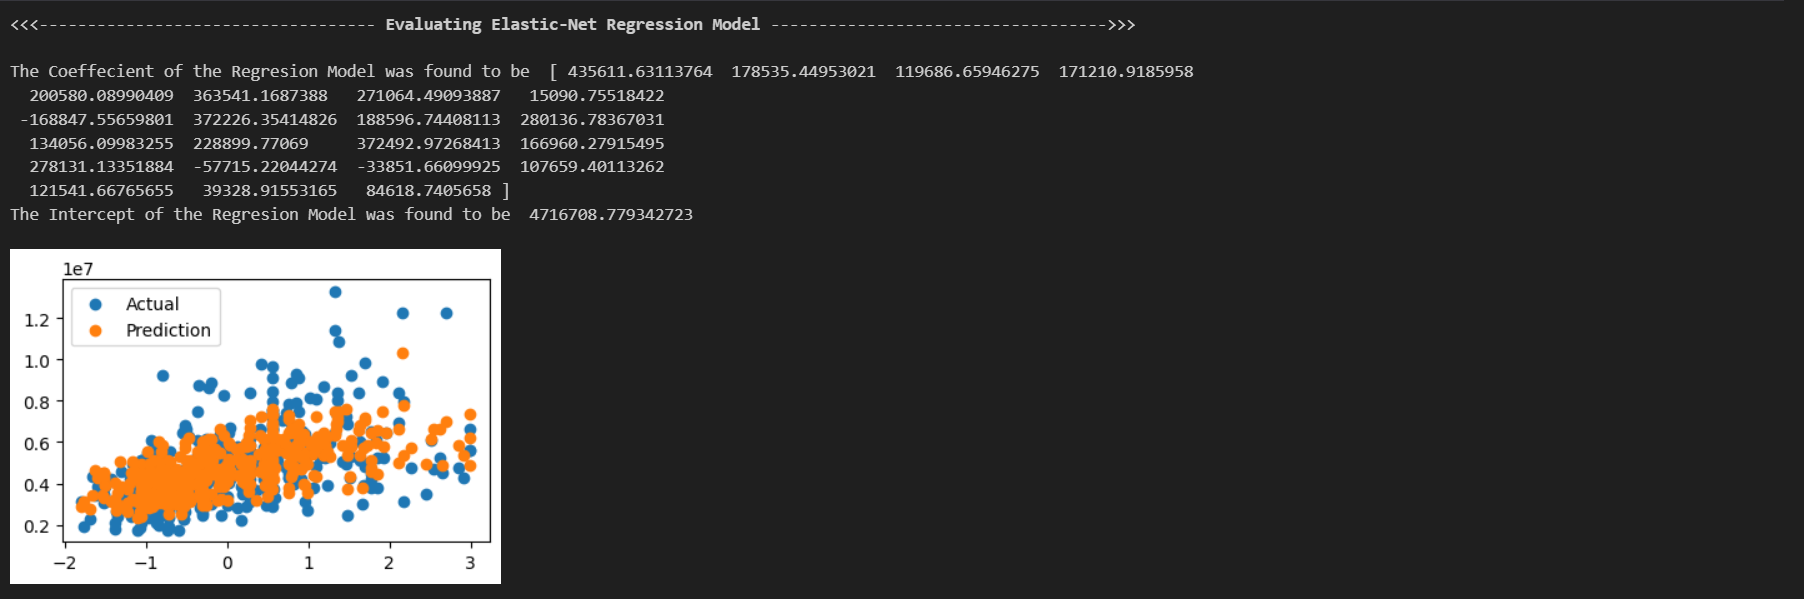 <<<----------------------------------- Evaluating Elastic-Net Regression Model ----------------------------------->>>
The Coeffecient of the Regresion Model was found to be  [ 435611.63113764  178535.44953021  119686.65946275  171210.9185958
200580.08990409  363541.1687388   271064.49093887   15090.75518422
-168847.55659801  372226.35414826  188596.74408113  280136.78367031
134056.09983255  228899.77069     372492.97268413  166960.27915495
278131.13351884  -57715.22044274  -33851.66099925  107659.40113262
121541.66765655   39328.91553165   84618.7405658 ]
The Intercept of the Regresion Model was found to be  4716708.779342723
1e7
Actual
Prediction
1.2
1.0
0.8
0.6
0.4
0.2
−2 −1 0 1 2 3